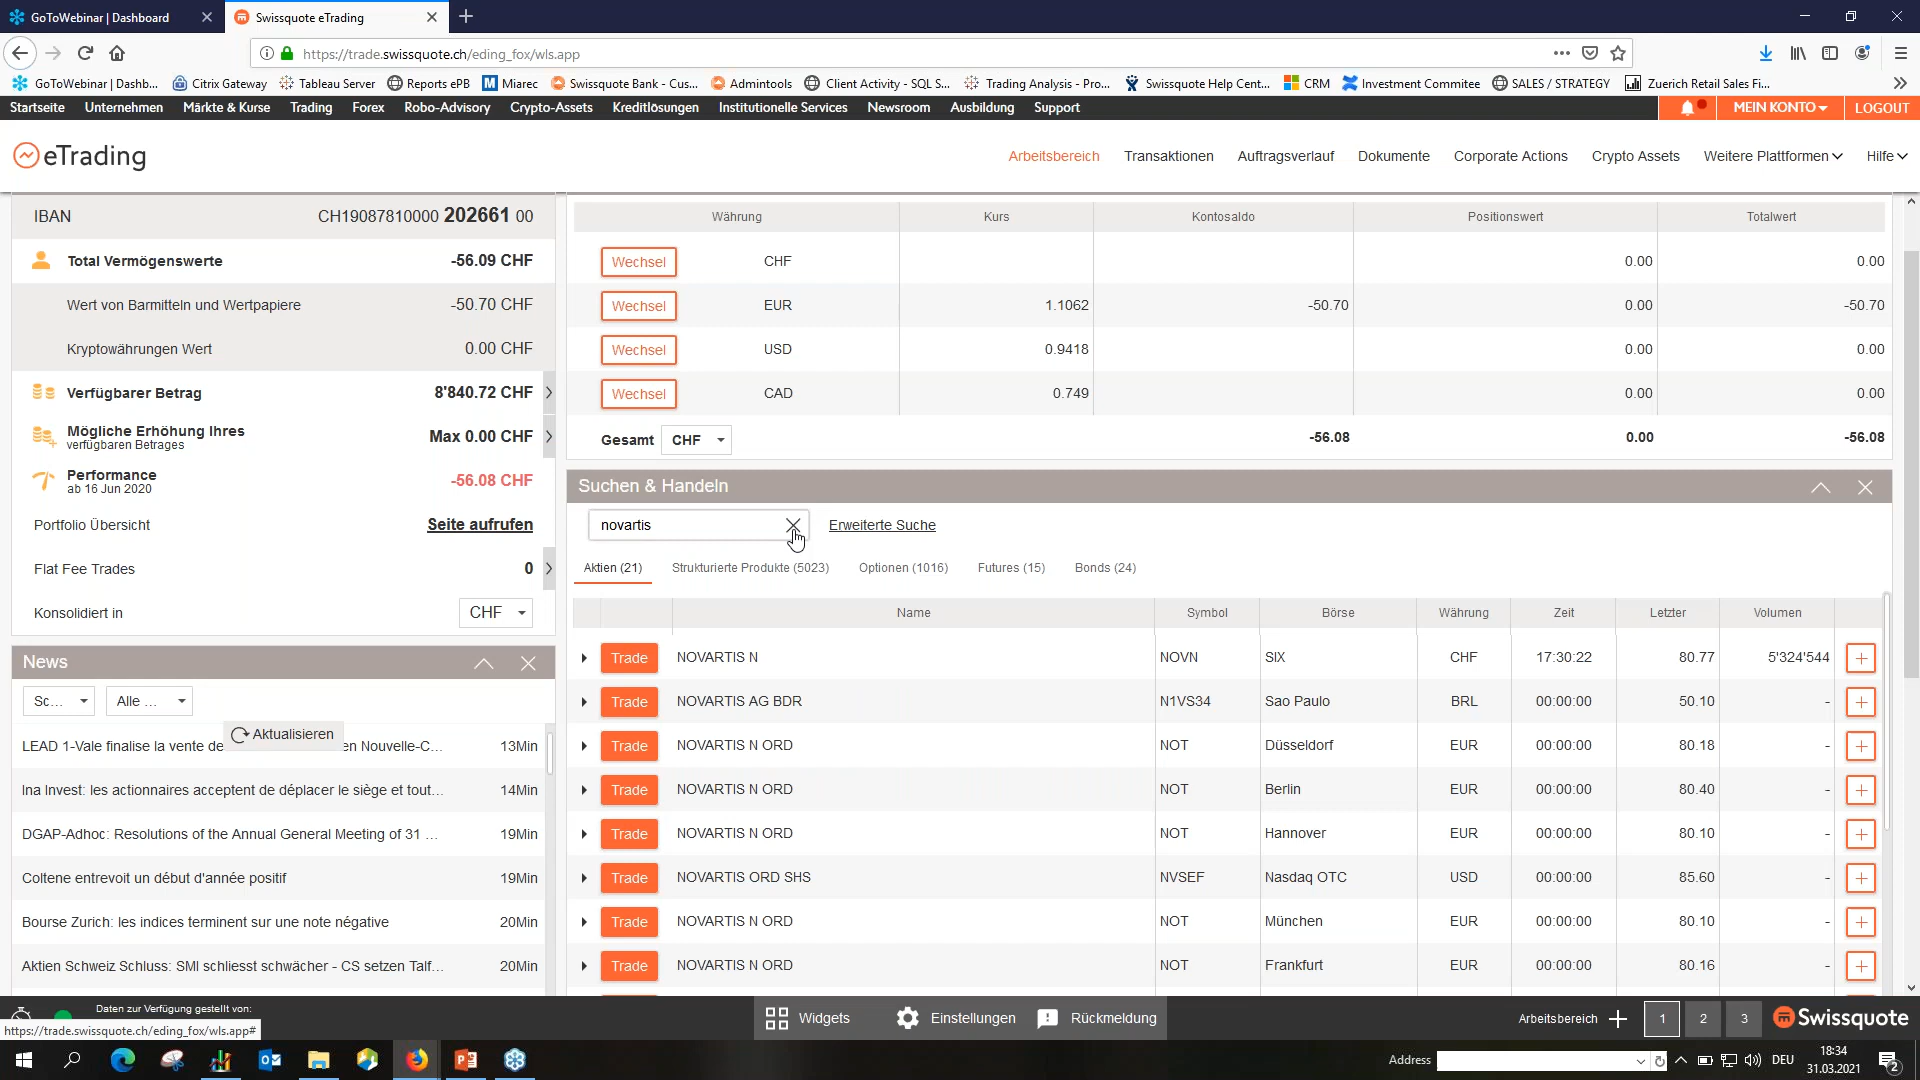 GoToWebinar | Dashboard
Swissquote eTrading
https://trade.swissquote.ch/eding_fox/wls.app
GoToWebinar | Dashb...
Citrix Gateway
Tableau Server
Reports ePB
Miarec
Swissquote Bank - Cus...
Admintools
Client Activity - SQL S...
Trading Analysis - Pro...
Swissquote Help Cent...
CRM
Investment Commitee
SALES / STRATEGY
Zuerich Retail Sales Fi...
Startseite Unternehmen Märkte & Kurse Trading Forex Robo-Advisory Crypto-Assets Kreditlösungen Institutionelle Services Newsroom Ausbildung Support
MEIN KONTO
LOGOUT
eTrading
Arbeitsbereich Transaktionen Auftragsverlauf Dokumente Corporate Actions Crypto Assets Weitere Plattformen Hilfe
IBAN CH19087810000 202661 00
Total Vermögenswerte -56.09 CHF
Wert von Barmitteln und Wertpapiere -50.70 CHF
Kryptowährungen Wert 0.00 CHF
Verfügbarer Betrag 8'840.72 CHF
Mögliche Erhöhung Ihres
verfügbaren Betrages
Max 0.00 CHF
Performance
ab 16 Jun 2020
-56.08 CHF
Portfolio Übersicht Seite aufrufen
Flat Fee Trades 0
Konsolidiert in CHF
News
Sc... Alle ...
Aktualisieren
LEAD 1-Vale finalise la vente de en Nouvelle-C... 13Min
Ina Invest: les actionnaires acceptent de déplacer le siège et tout... 14Min
DGAP-Adhoc: Resolutions of the Annual General Meeting of 31 ... 19Min
Coltene entrevoit un début d'année positif 19Min
Bourse Zurich: les indices terminent sur une note négative 20Min
Aktien Schweiz Schluss: SMI schliesst schwächer - CS setzen Talf... 20Min
Währung Kurs Kontosaldo Positionswert Totalwert
Wechsel CHF 0.00 0.00
Wechsel EUR 1.1062 -50.70 0.00 -50.70
Wechsel USD 0.9418 0.00 0.00
Wechsel CAD 0.749 0.00 0.00
Gesamt CHF -56.08 0.00 -56.08
Suchen & Handeln
novartis
Erweiterte Suche
Aktien (21) Strukturierte Produkte (5023) Optionen (1016) Futures (15) Bonds (24)
Name Symbol Börse Währung Zeit Letzter Volumen
Trade NOVARTIS N NOVN SIX CHF 17:30:22 80.77 5'324'544
Trade NOVARTIS AG BDR N1VS34 Sao Paulo BRL 00:00:00 50.10 -
Trade NOVARTIS N ORD NOT Düsseldorf EUR 00:00:00 80.18 -
Trade NOVARTIS N ORD NOT Berlin EUR 00:00:00 80.40 -
Trade NOVARTIS N ORD NOT Hannover EUR 00:00:00 80.10 -
Trade NOVARTIS ORD SHS NVSEF Nasdaq OTC USD 00:00:00 85.60 -
Trade NOVARTIS N ORD NOT München EUR 00:00:00 80.10 -
Trade NOVARTIS N ORD NOT Frankfurt EUR 00:00:00 80.16 -
Daten zur Verfügung gestellt von:
https://trade.swissquote.ch/eding_fox/wls.app#
Widgets Einstellungen Rückmeldung
Arbeitsbereich 1 2 3
Swissquote
Address
DEU
18:34
31.03.2021
2